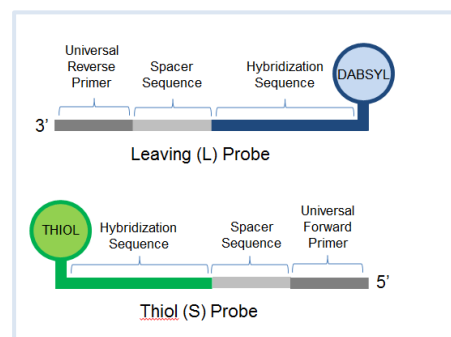 Universal
Reverse
Primer
Spacer
Sequence
Hybridization
Sequence
DABSYL
3’
Leaving (L) Probe
THIOL
Hybridization
Sequence
Spacer
Sequence
Universal
Forward
Primer
5’
Thiol (S) Probe